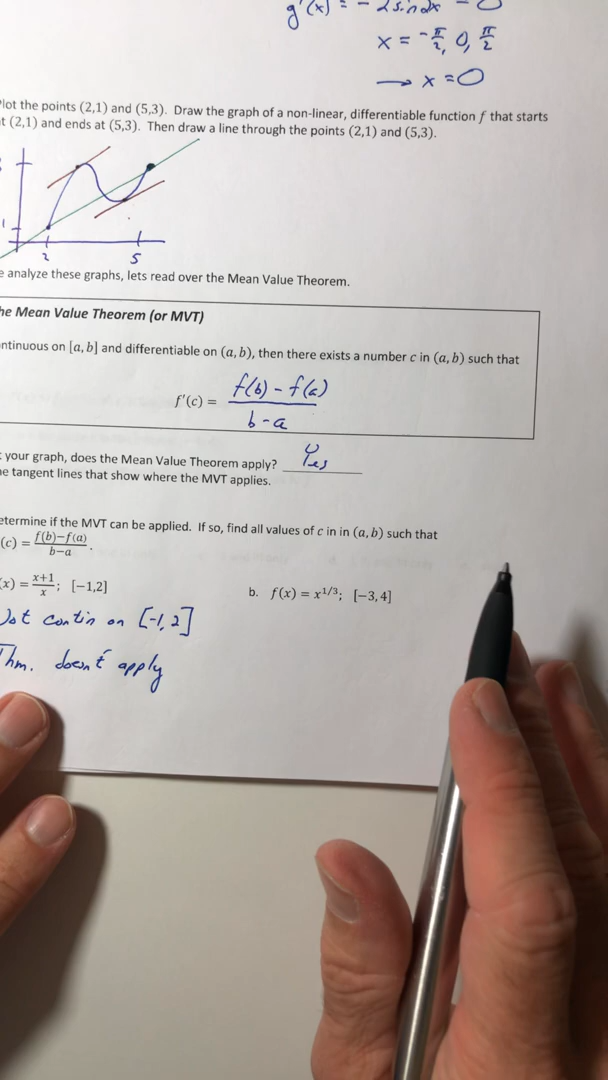 g'(x) = - 2 sin 2x = 0
x = -π/2, 0, π/2
→ x = 0
lot the points (2,1) and (5,3). Draw the graph of a non-linear, differentiable function f that starts
t (2,1) and ends at (5,3). Then draw a line through the points (2,1) and (5,3).
1
2 5
e analyze these graphs, lets read over the Mean Value Theorem.
he Mean Value Theorem (or MVT)
ntinuous on [a, b] and differentiable on (a, b), then there exists a number c in (a, b) such that
f'(c) = f(b) - f(a) / b - a
your graph, does the Mean Value Theorem apply? Yes
e tangent lines that show where the MVT applies.
etermine if the MVT can be applied. If so, find all values of c in in (a, b) such that
(c) = f(b)−f(a) / b−a .
(x) = x+1 / x ; [−1,2]
b. f(x) = x^1/3; [−3, 4]
ot contin on [-1, 2]
Thm. doesn't apply